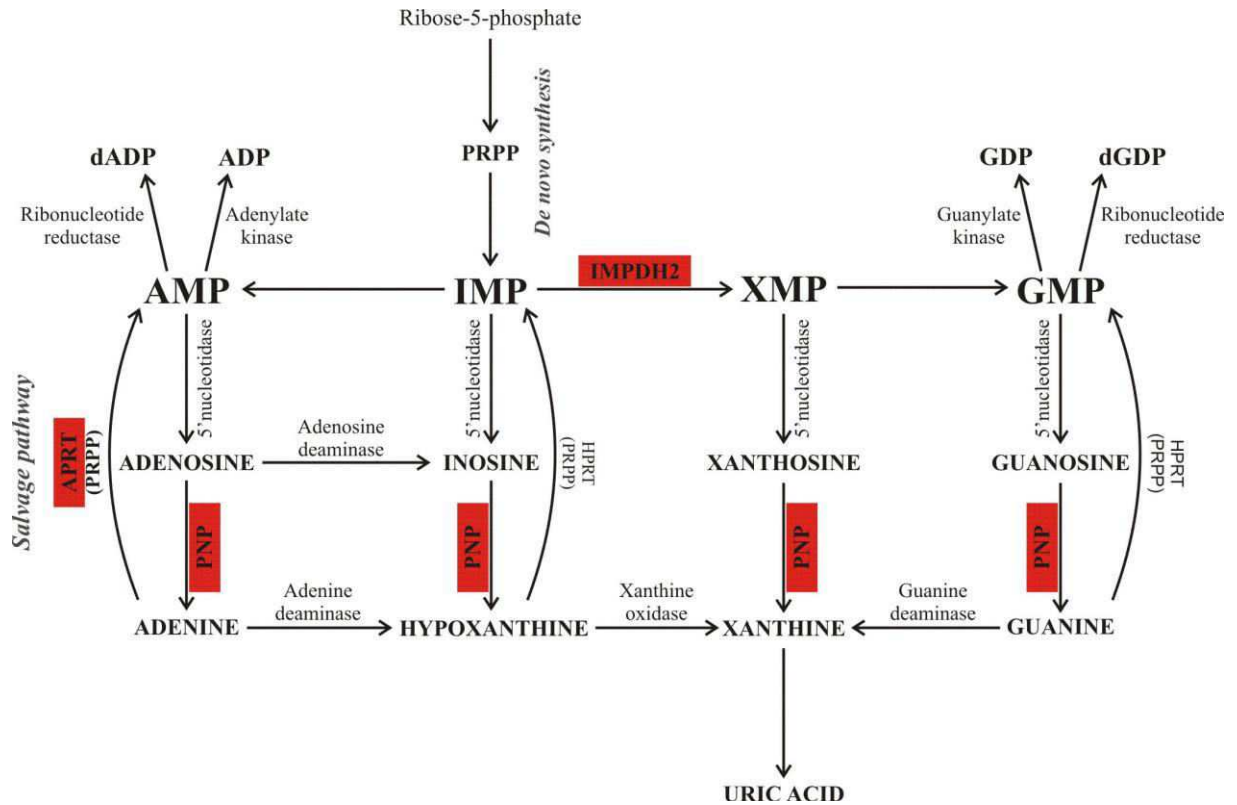 Ribose-5-phosphate
De novo synthesis
PRPP
dADP
ADP
GDP
dGDP
Ribonucleotide
reductase
Adenylate
kinase
Guanylate
kinase
Ribonucleotide
reductase
IMPDH2
AMP
IMP
XMP
GMP
5'nucleotidase
5'nucleotidase
5'nucleotidase
5'nucleotidase
Salvage pathway
APRT
(PRPP)
Adenosine
deaminase
HPRT
(PRPP)
HPRT
(PRPP)
ADENOSINE
INOSINE
XANTHOSINE
GUANOSINE
PNP
PNP
PNP
PNP
Adenine
deaminase
Xanthine
oxidase
Guanine
deaminase
ADENINE
HYPOXANTHINE
XANTHINE
GUANINE
URIC ACID